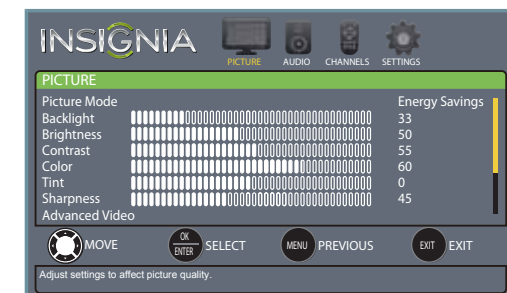 INSIGNIA
PICTURE AUDIO CHANNELS SETTINGS
PICTURE
Picture Mode Energy Savings
Backlight 33
Brightness 50
Contrast 55
Color 60
Tint 0
Sharpness 45
Advanced Video
MOVE OK ENTER SELECT MENU PREVIOUS EXIT EXIT
Adjust settings to affect picture quality.